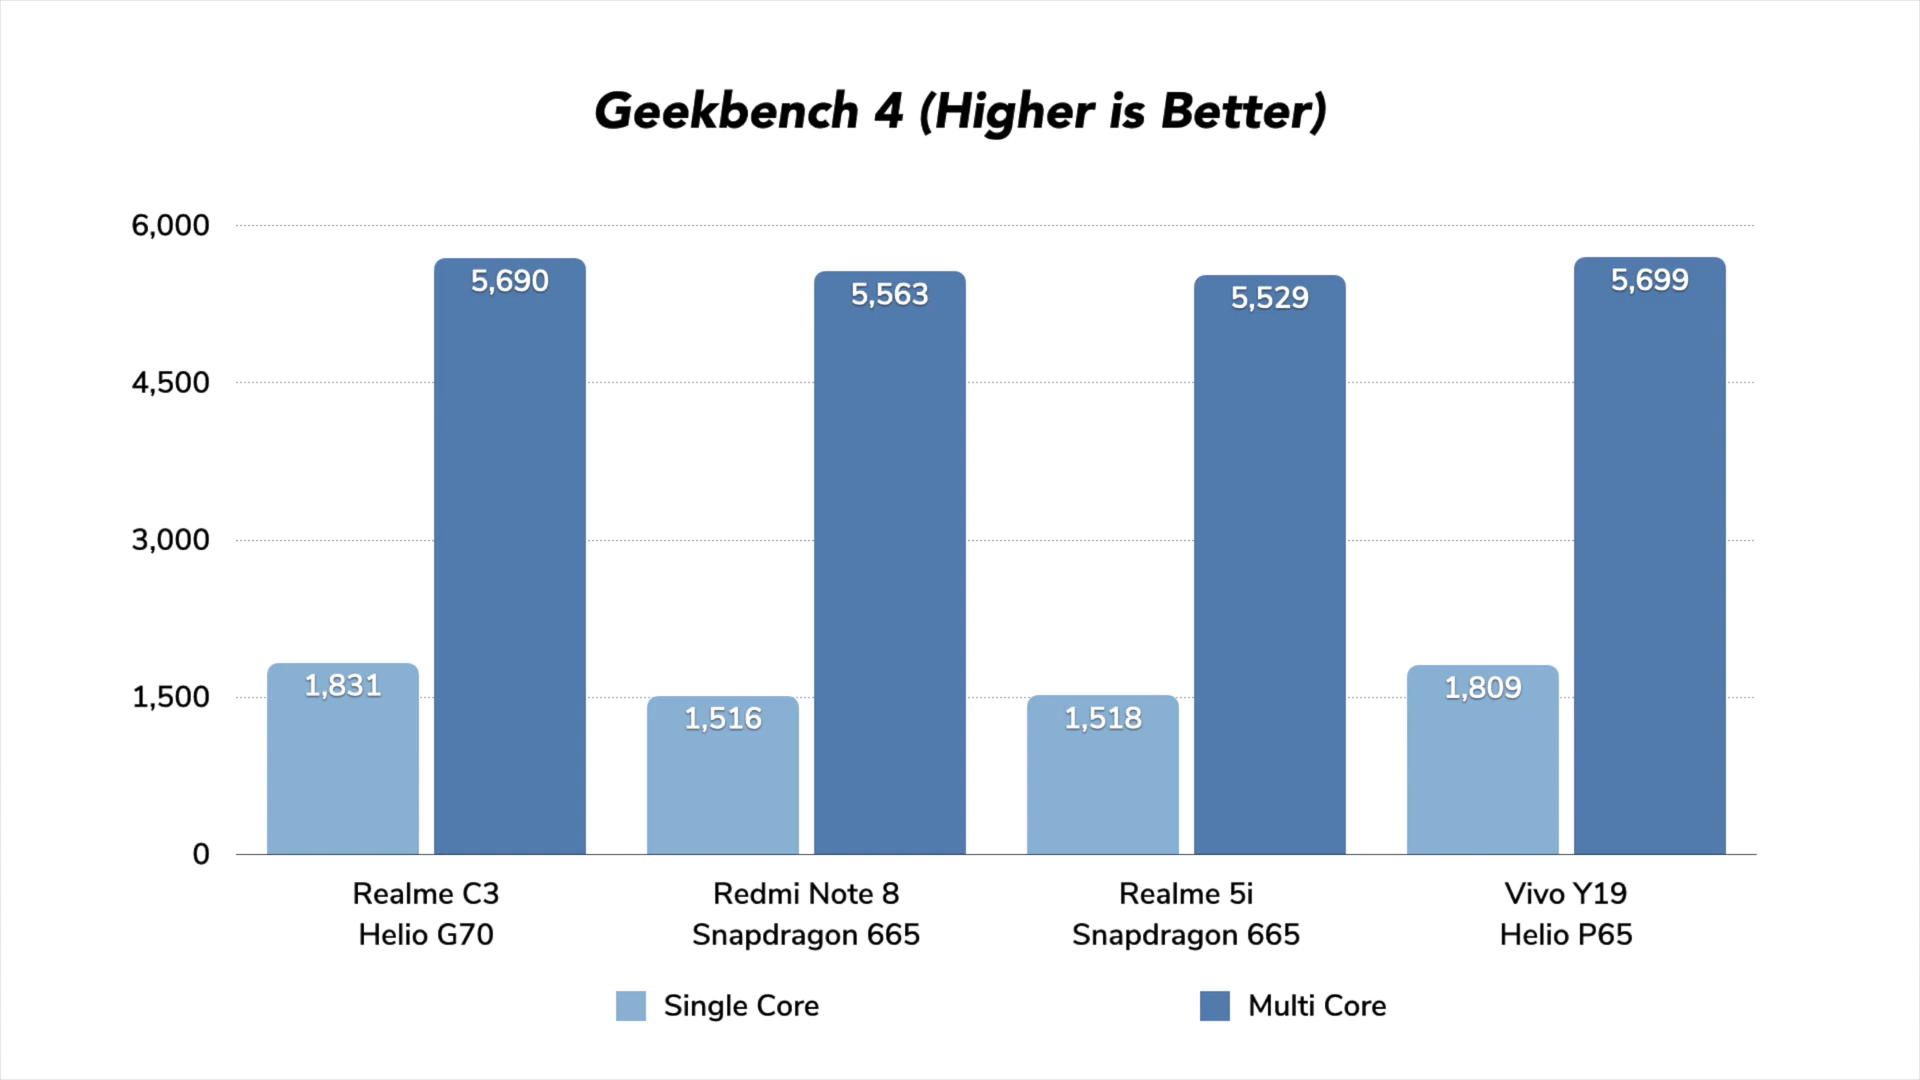 Geekbench 4 (Higher is Better)
6,000
4,500
3,000
1,500
0
1,831
5,690
1,516
5,563
1,518
5,529
1,809
5,699
Realme C3
Helio G70
Redmi Note 8
Snapdragon 665
Realme 5i
Snapdragon 665
Vivo Y19
Helio P65
Single Core
Multi Core